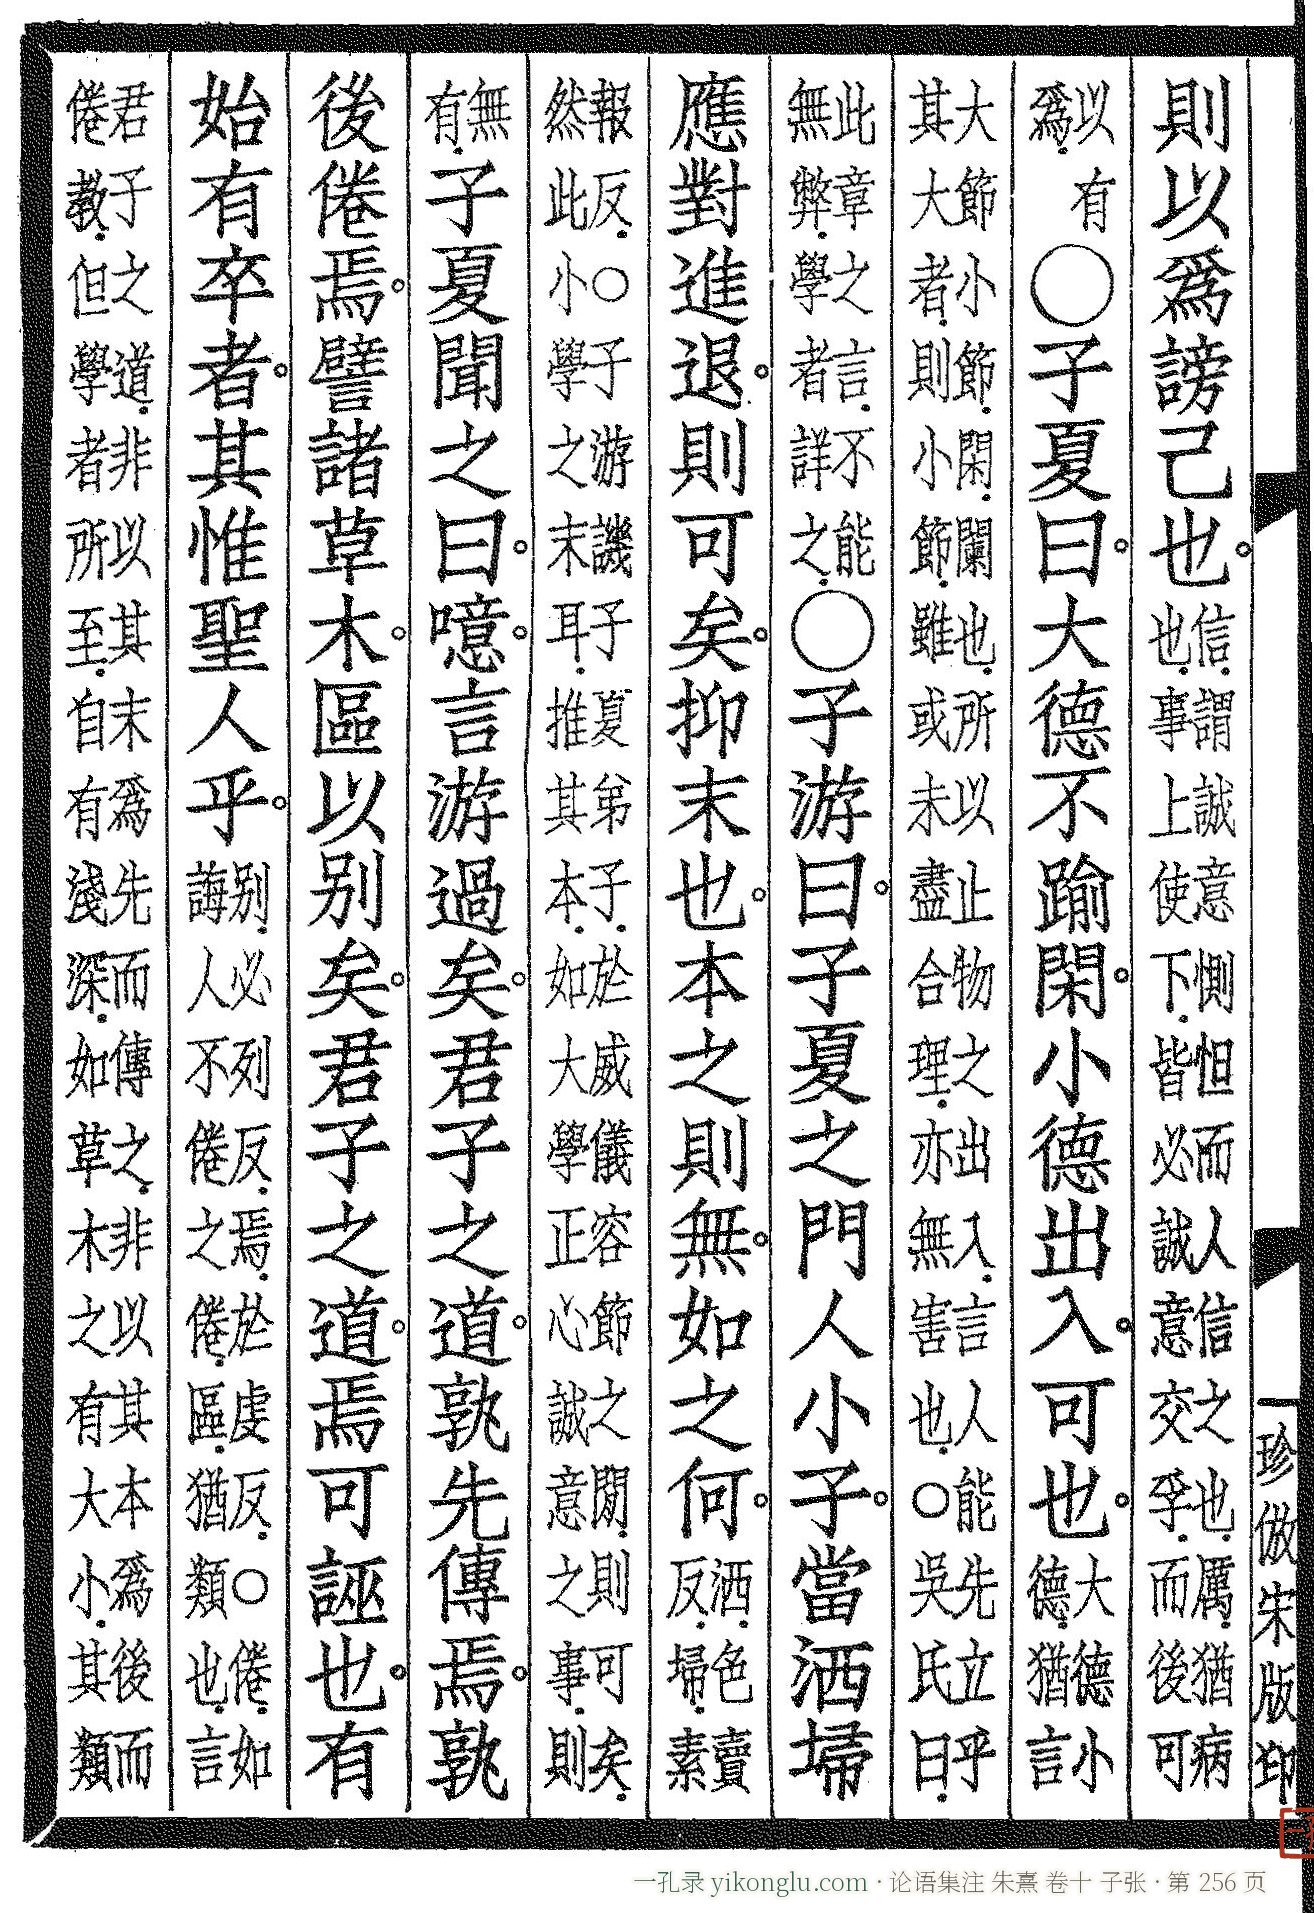 則以爲謗己也。信.謂誠意惻怛而人信之也.厲猶病
也.事上使下.皆必誠意交孚.而後可
以有
爲.○子夏曰。大德不踰閑。小德出入。可也。大德小
德.猶言
大節小節.閑.闌也.所以止物之出入.言人能先立乎
其大者.則小節.雖或未盡合理.亦無害也.○吳氏曰.
此章之言.不能
無弊.學者詳之.○子游曰。子夏之門人小子。當洒埽
應對進退。則可矣。抑末也。本之則無。如之何。洒.色賣
反.埽.素
報反.○子游譏子夏弟子.於威儀容節之閒.則可矣.
然此小學之末耳.推其本.如大學正心誠意之事.則
無
有.子夏聞之曰。噫。言游過矣。君子之道。孰先傳焉。孰
後倦焉。譬諸草木。區以别矣。君子之道。焉可誣也。有
始有卒者。其惟聖人乎。别.必列反.焉.於虔反.○倦.如
誨人不倦之倦.區.猶類也.言
君子之道.非以其末爲先而傳之.非以其本爲後而
倦教.但學者所至.自有淺深.如草木之有大小.其類
珍倣宋版印
一孔录 yikonglu.com · 论语集注 朱熹 卷十 子张 · 第 256 页